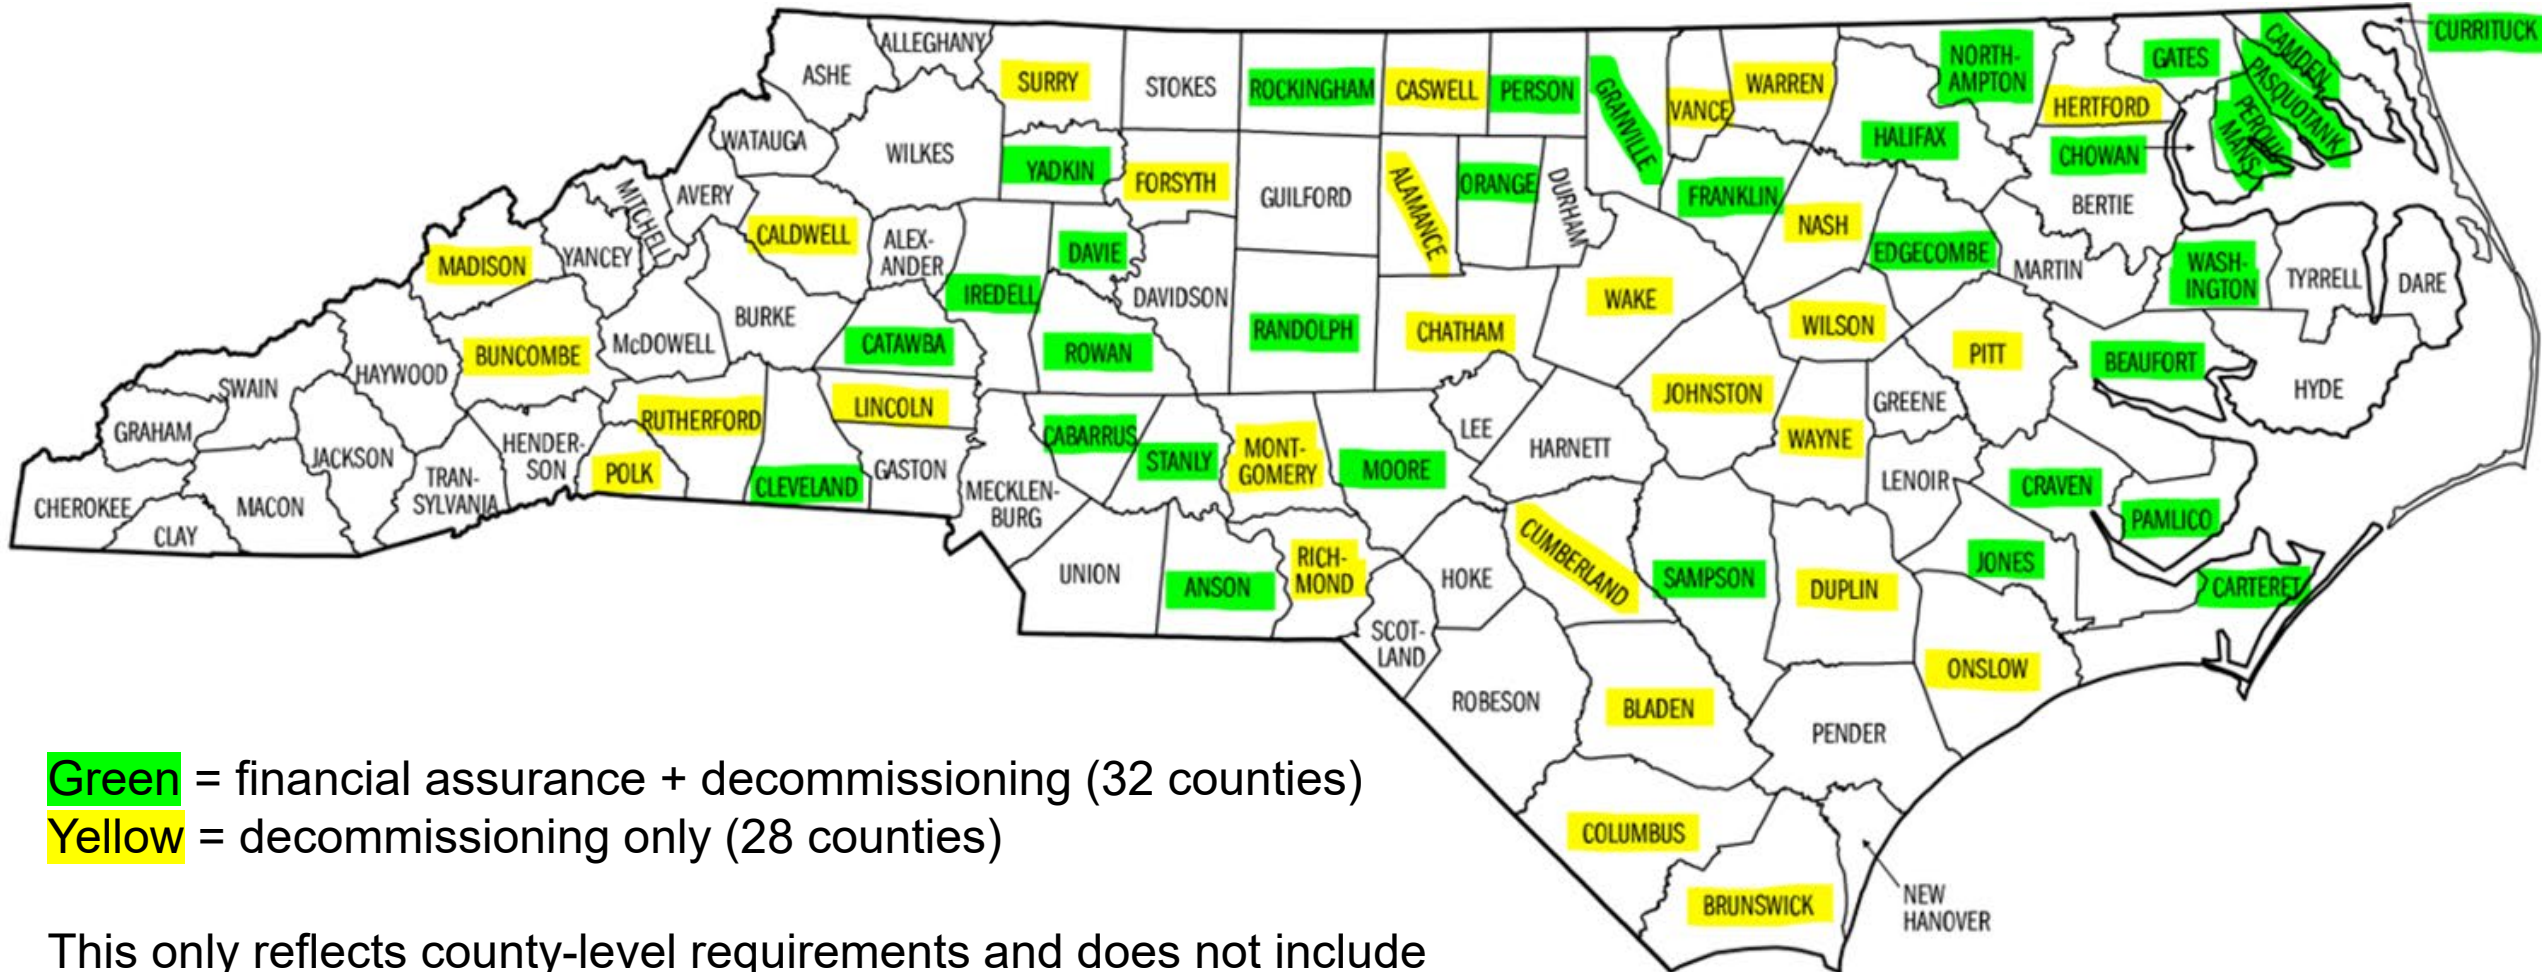 ALLEGHANY
ASHE
SURRY
STOKES
ROCKINGHAM
CASWELL
PERSON
GRANVILLE
VANCE
WARREN
NORTH-
AMPTON
GATES
CAMDEN
CURRITUCK
PASQUOTANK
PERQUI-
MANS
HERTFORD
HALIFAX
CHOWAN
WATAUGA
WILKES
YADKIN
FORSYTH
GUILFORD
ALAMANCE
ORANGE
DURHAM
FRANKLIN
NASH
EDGECOMBE
BERTIE
MITCHELL
AVERY
CALDWELL
ALEX-
ANDER
DAVIE
IREDELL
DAVIDSON
MADISON
YANCEY
WAKE
MARTIN
WASH-
INGTON
TYRRELL
DARE
BURKE
McDOWELL
CATAWBA
ROWAN
RANDOLPH
CHATHAM
WILSON
PITT
BEAUFORT
HYDE
BUNCOMBE
HAYWOOD
SWAIN
GRAHAM
JACKSON
RUTHERFORD
LINCOLN
CABARRUS
STANLY
MONT-
GOMERY
MOORE
LEE
HARNETT
JOHNSTON
WAYNE
GREENE
LENOIR
CRAVEN
PAMLICO
HENDER-
SON
POLK
CLEVELAND
GASTON
MECKLEN-
BURG
TRAN-
SYLVANIA
CHEROKEE
CLAY
MACON
UNION
ANSON
RICH-
MOND
SCOT-
LAND
HOKE
CUMBERLAND
SAMPSON
DUPLIN
JONES
CARTERET
ONSLOW
ROBESON
BLADEN
PENDER
COLUMBUS
BRUNSWICK
NEW
HANOVER
Green = financial assurance + decommissioning (32 counties)
Yellow = decommissioning only (28 counties)
This only reflects county-level requirements and does not include